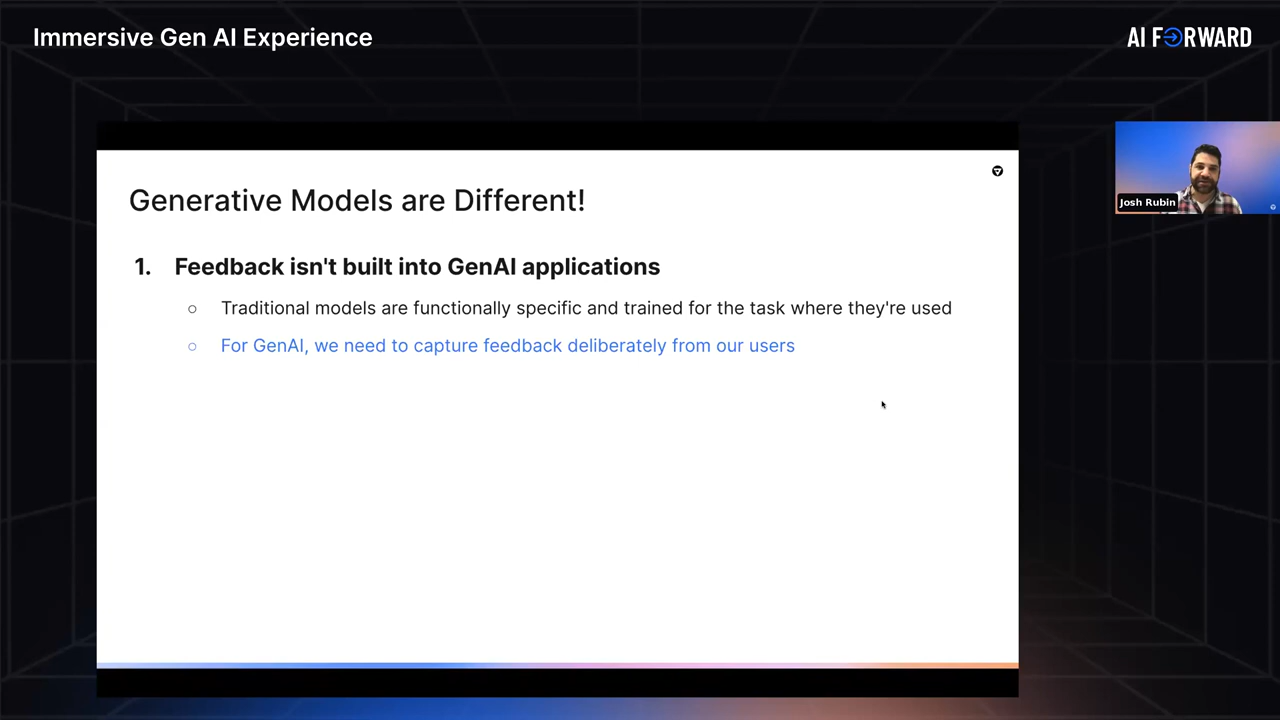 Immersive Gen AI Experience
AI FORWARD
Generative Models are Different!
1. Feedback isn't built into GenAI applications
○ Traditional models are functionally specific and trained for the task where they're used
○ For GenAI, we need to capture feedback deliberately from our users
Josh Rubin